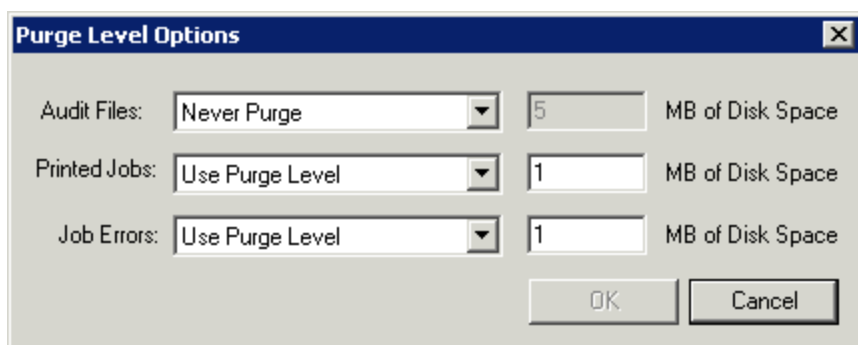 Purge Level Options
Audit Files: Never Purge 5 MB of Disk Space
Printed Jobs: Use Purge Level 1 MB of Disk Space
Job Errors: Use Purge Level 1 MB of Disk Space
OK Cancel